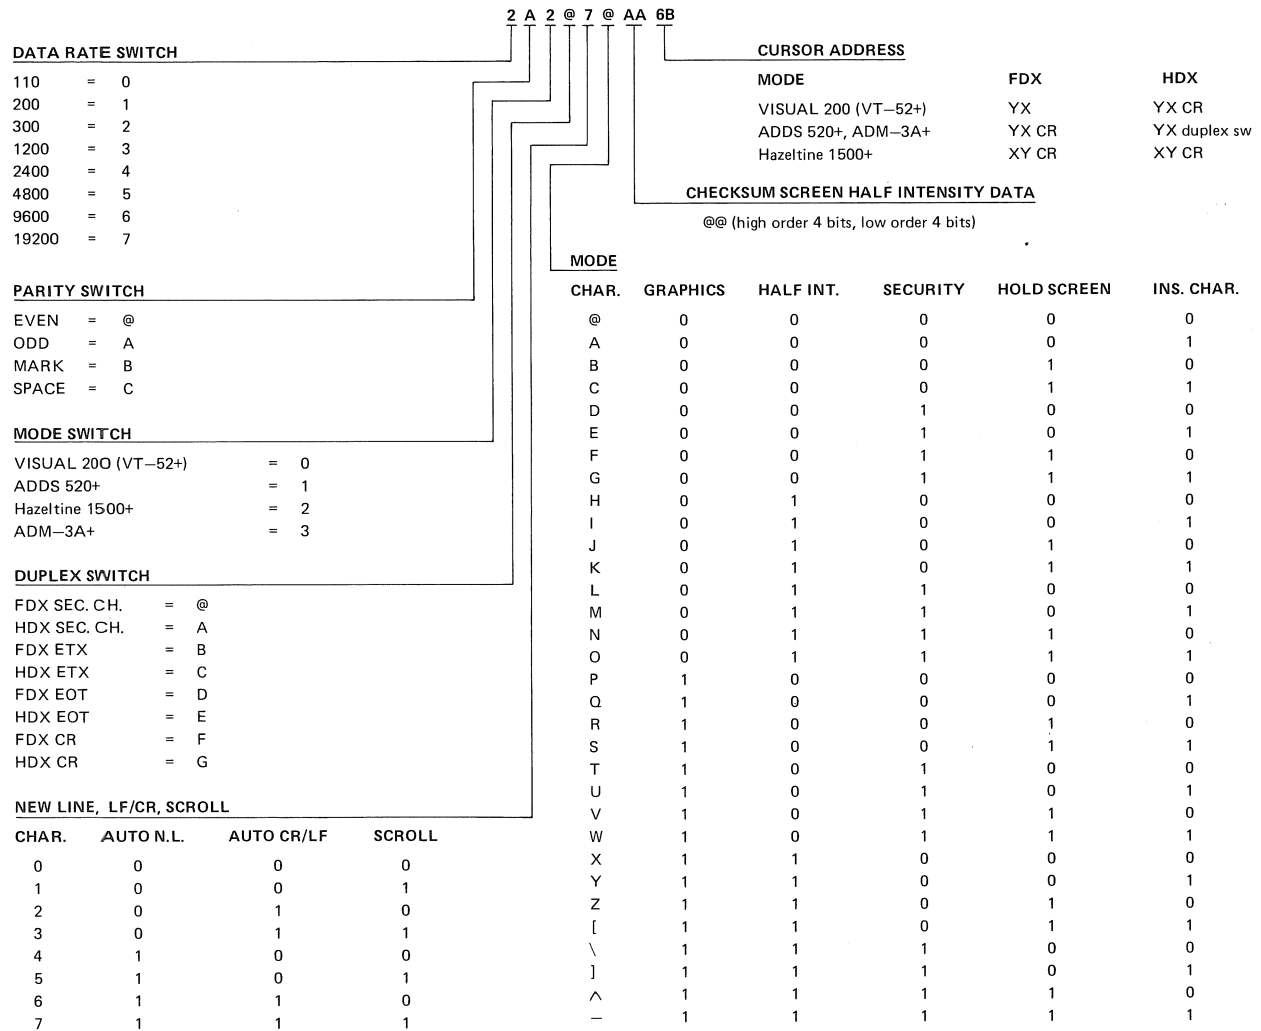 2 A 2 @ 7 @ AA 6B
DATA RATE SWITCH
110 = 0
200 = 1
300 = 2
1200 = 3
2400 = 4
4800 = 5
9600 = 6
19200 = 7
PARITY SWITCH
EVEN = @
ODD = A
MARK = B
SPACE = C
MODE SWITCH
VISUAL 200 (VT–52+) = 0
ADDS 520+ = 1
Hazeltine 1500+ = 2
ADM–3A+ = 3
DUPLEX SWITCH
FDX SEC. CH. = @
HDX SEC. CH. = A
FDX ETX = B
HDX ETX = C
FDX EOT = D
HDX EOT = E
FDX CR = F
HDX CR = G
NEW LINE, LF/CR, SCROLL
CHAR. AUTO N.L. AUTO CR/LF SCROLL
0 0 0 0
1 0 0 1
2 0 1 0
3 0 1 1
4 1 0 0
5 1 0 1
6 1 1 0
7 1 1 1
CURSOR ADDRESS
MODE FDX HDX
VISUAL 200 (VT–52+) YX YX CR
ADDS 520+, ADM–3A+ YX CR YX duplex sw
Hazeltine 1500+ XY CR XY CR
CHECKSUM SCREEN HALF INTENSITY DATA
@@ (high order 4 bits, low order 4 bits)
MODE
CHAR. GRAPHICS HALF INT. SECURITY HOLD SCREEN INS. CHAR.
@ 0 0 0 0 0
A 0 0 0 0 1
B 0 0 0 1 0
C 0 0 0 1 1
D 0 0 1 0 0
E 0 0 1 0 1
F 0 0 1 1 0
G 0 0 1 1 1
H 0 1 0 0 0
I 0 1 0 0 1
J 0 1 0 1 0
K 0 1 0 1 1
L 0 1 1 0 0
M 0 1 1 0 1
N 0 1 1 1 0
O 0 1 1 1 1
P 1 0 0 0 0
Q 1 0 0 0 1
R 1 0 0 1 0
S 1 0 0 1 1
T 1 0 1 0 0
U 1 0 1 0 1
V 1 0 1 1 0
W 1 0 1 1 1
X 1 1 0 0 0
Y 1 1 0 0 1
Z 1 1 0 1 0
[ 1 1 0 1 1
\ 1 1 1 0 0
] 1 1 1 0 1
^ 1 1 1 1 0
– 1 1 1 1 1